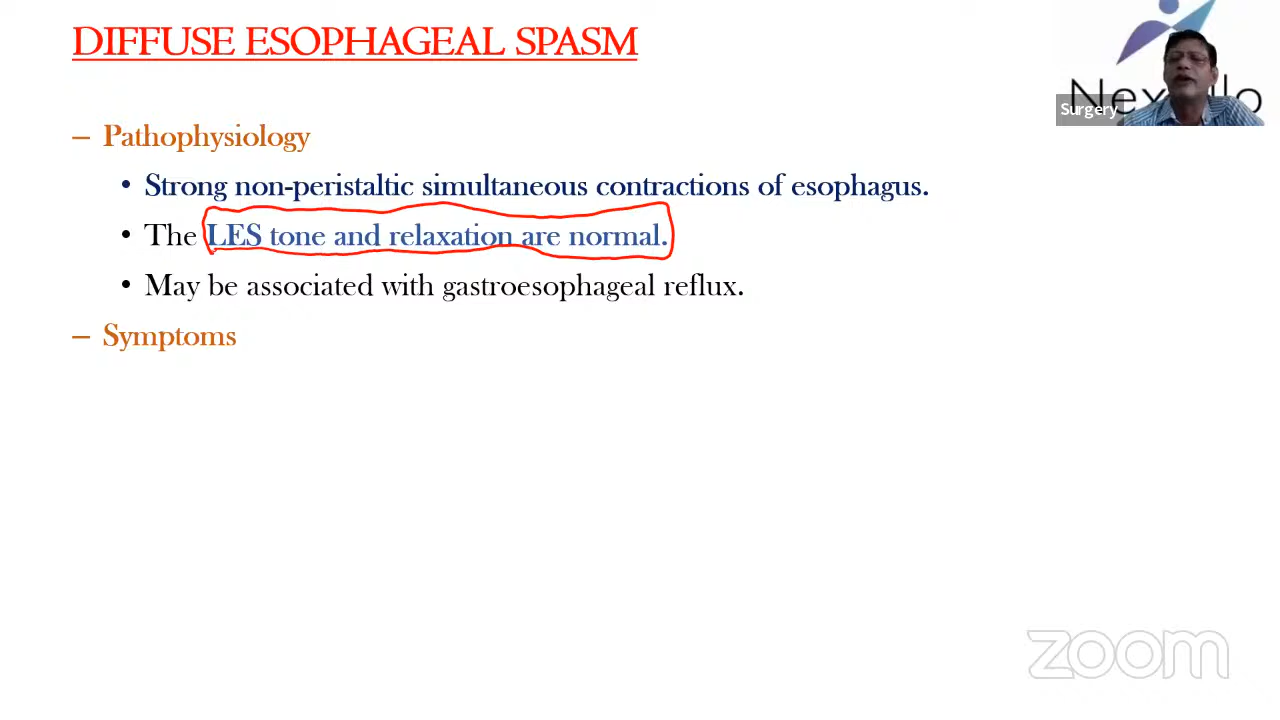 DIFFUSE ESOPHAGEAL SPASM
– Pathophysiology
• Strong non-peristaltic simultaneous contractions of esophagus.
• The LES tone and relaxation are normal.
• May be associated with gastroesophageal reflux.
– Symptoms
Surgery
zoom